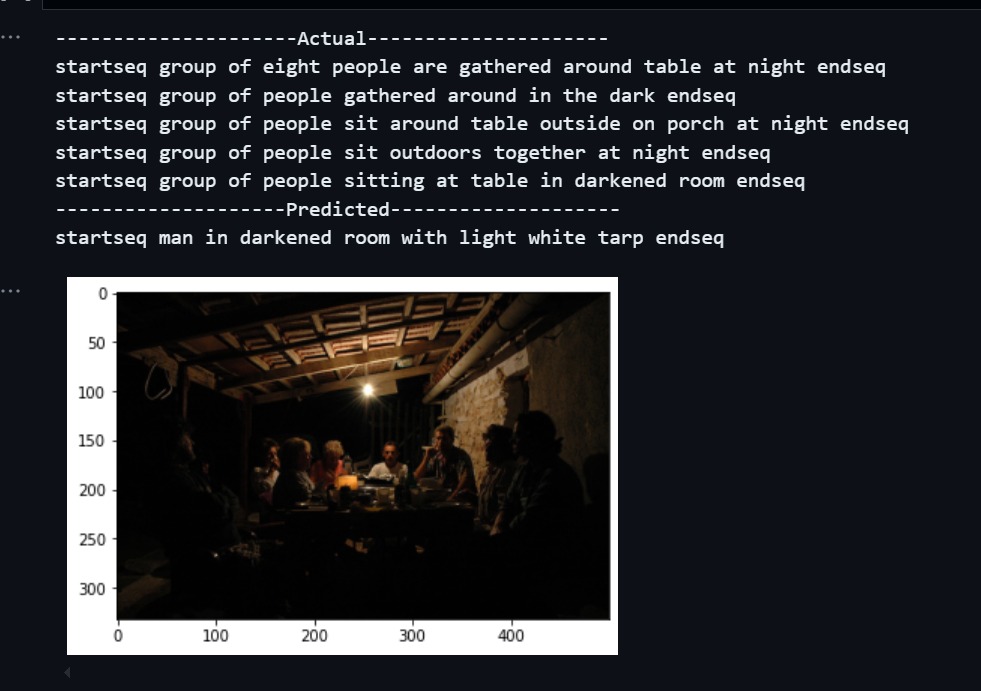 ---------------------Actual---------------------
startseq group of eight people are gathered around table at night endseq
startseq group of people gathered around in the dark endseq
startseq group of people sit around table outside on porch at night endseq
startseq group of people sit outdoors together at night endseq
startseq group of people sitting at table in darkened room endseq
--------------------Predicted--------------------
startseq man in darkened room with light white tarp endseq
0
50
100
150
200
250
300
0 100 200 300 400